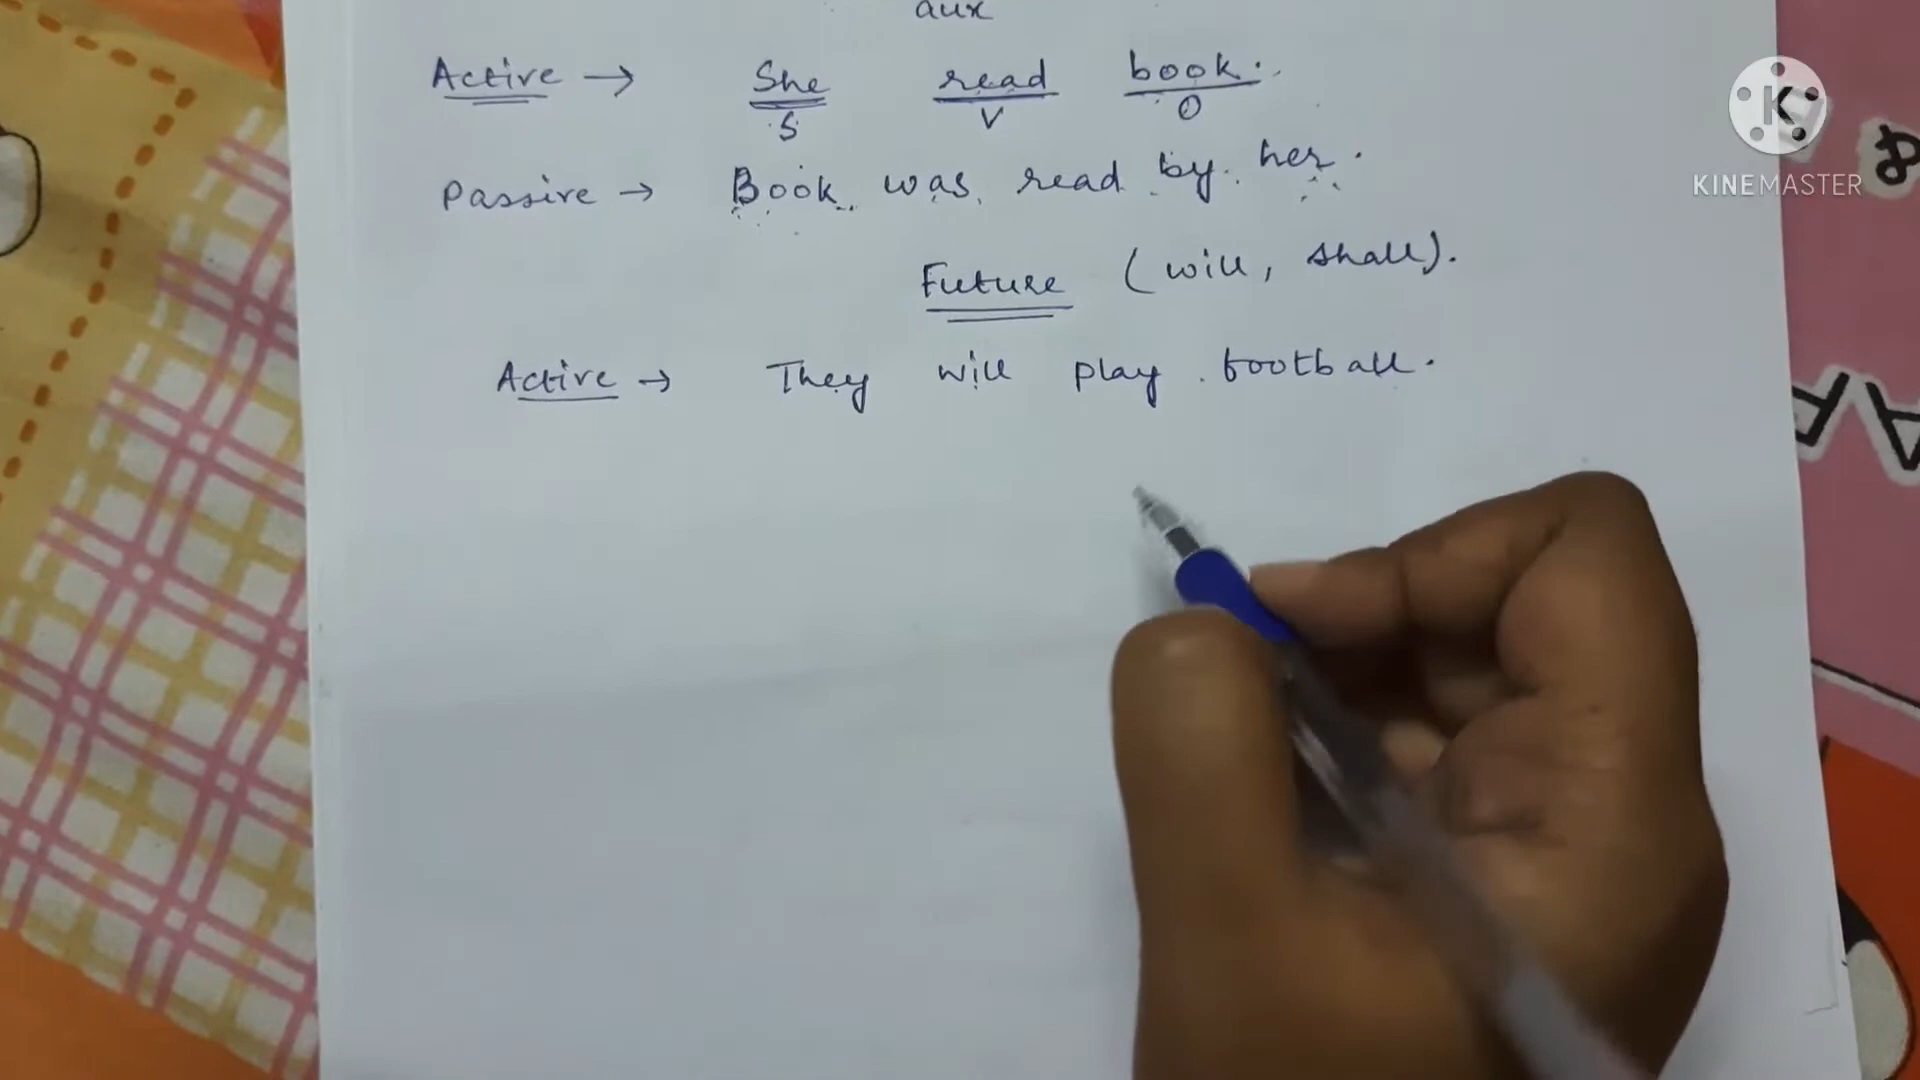 aux
Active → She read book.
S V O
Passive → Book was read by her.
Future (will, shall).
Active → They will play football.
K
KINEMASTER